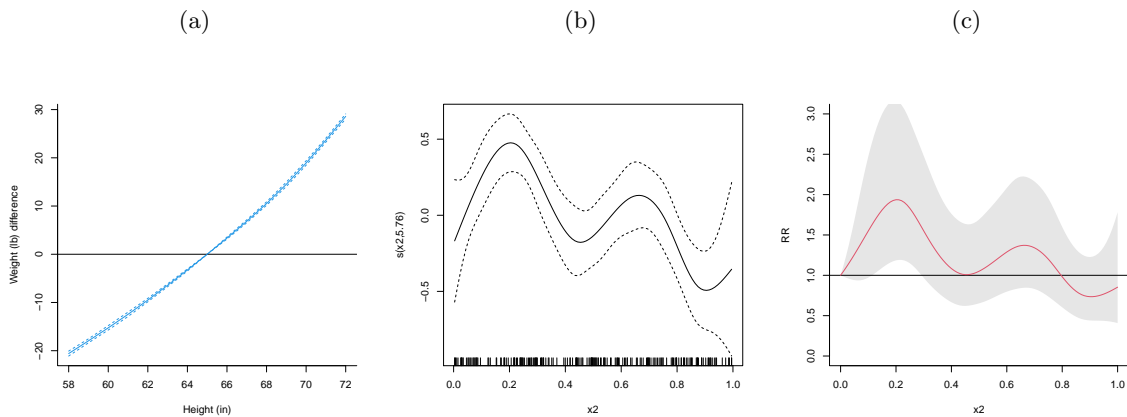 (a)
(b)
(c)
30
20
10
0
−10
−20
Weight (lb) difference
58 60 62 64 66 68 70 72
Height (in)
0.5
0.0
−0.5
s(x2,5.76)
0.0 0.2 0.4 0.6 0.8 1.0
x2
3.0
2.5
2.0
1.5
1.0
0.5
0.0
RR
0.0 0.2 0.4 0.6 0.8 1.0
x2